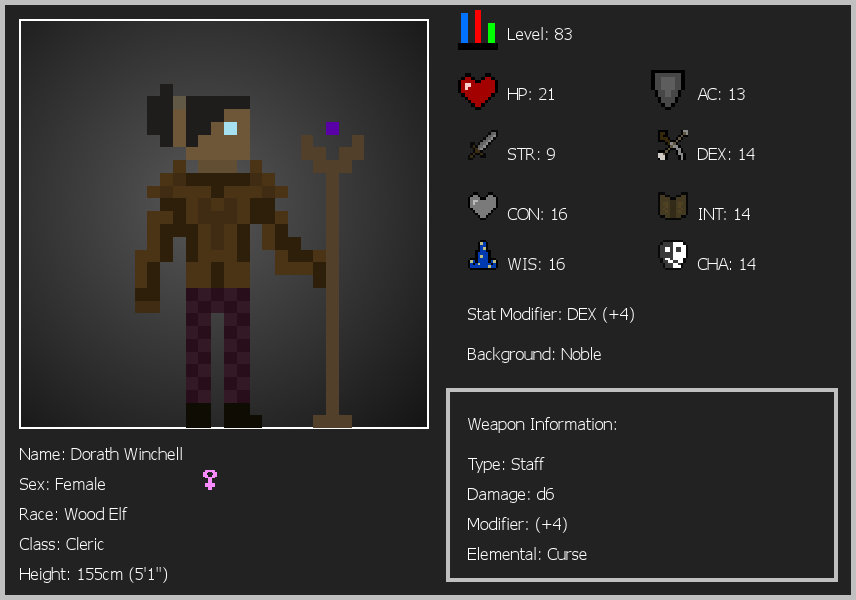 Level: 83
HP: 21
AC: 13
STR: 9
DEX: 14
CON: 16
INT: 14
WIS: 16
CHA: 14
Stat Modifier: DEX (+4)
Background: Noble
Weapon Information:
Type: Staff
Damage: d6
Modifier: (+4)
Elemental: Curse
Name: Dorath Winchell
Sex: Female
Race: Wood Elf
Class: Cleric
Height: 155cm (5'1")